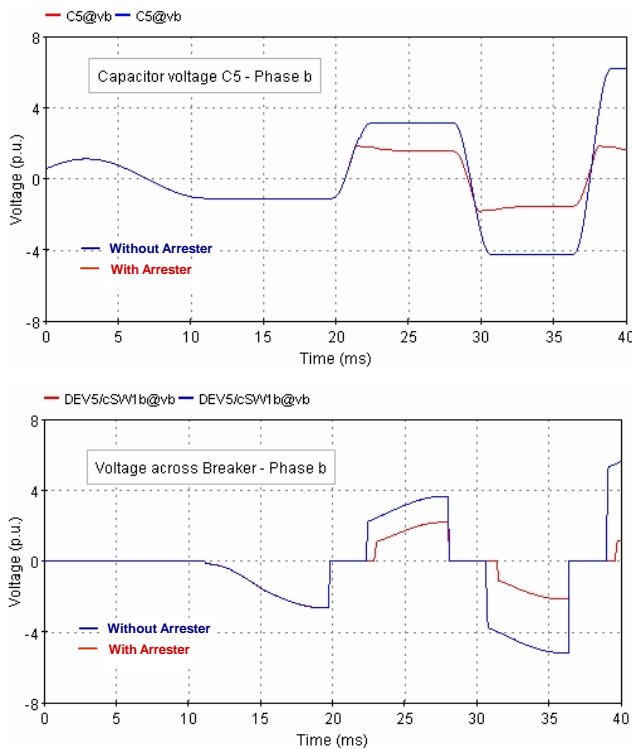 C5@vb C5@vb
8
Capacitor voltage C5 - Phase b
4
Voltage (p.u.)
0
Without Arrester
-4
With Arrester
-8
0 5 10 15 20 25 30 35 40
Time (ms)
DEV5/cSW1b@vb DEV5/cSW1b@vb
8
Voltage across Breaker - Phase b
4
Voltage (p.u.)
0
Without Arrester
-4
With Arrester
-8
0 5 10 15 20 25 30 35 40
Time (ms)